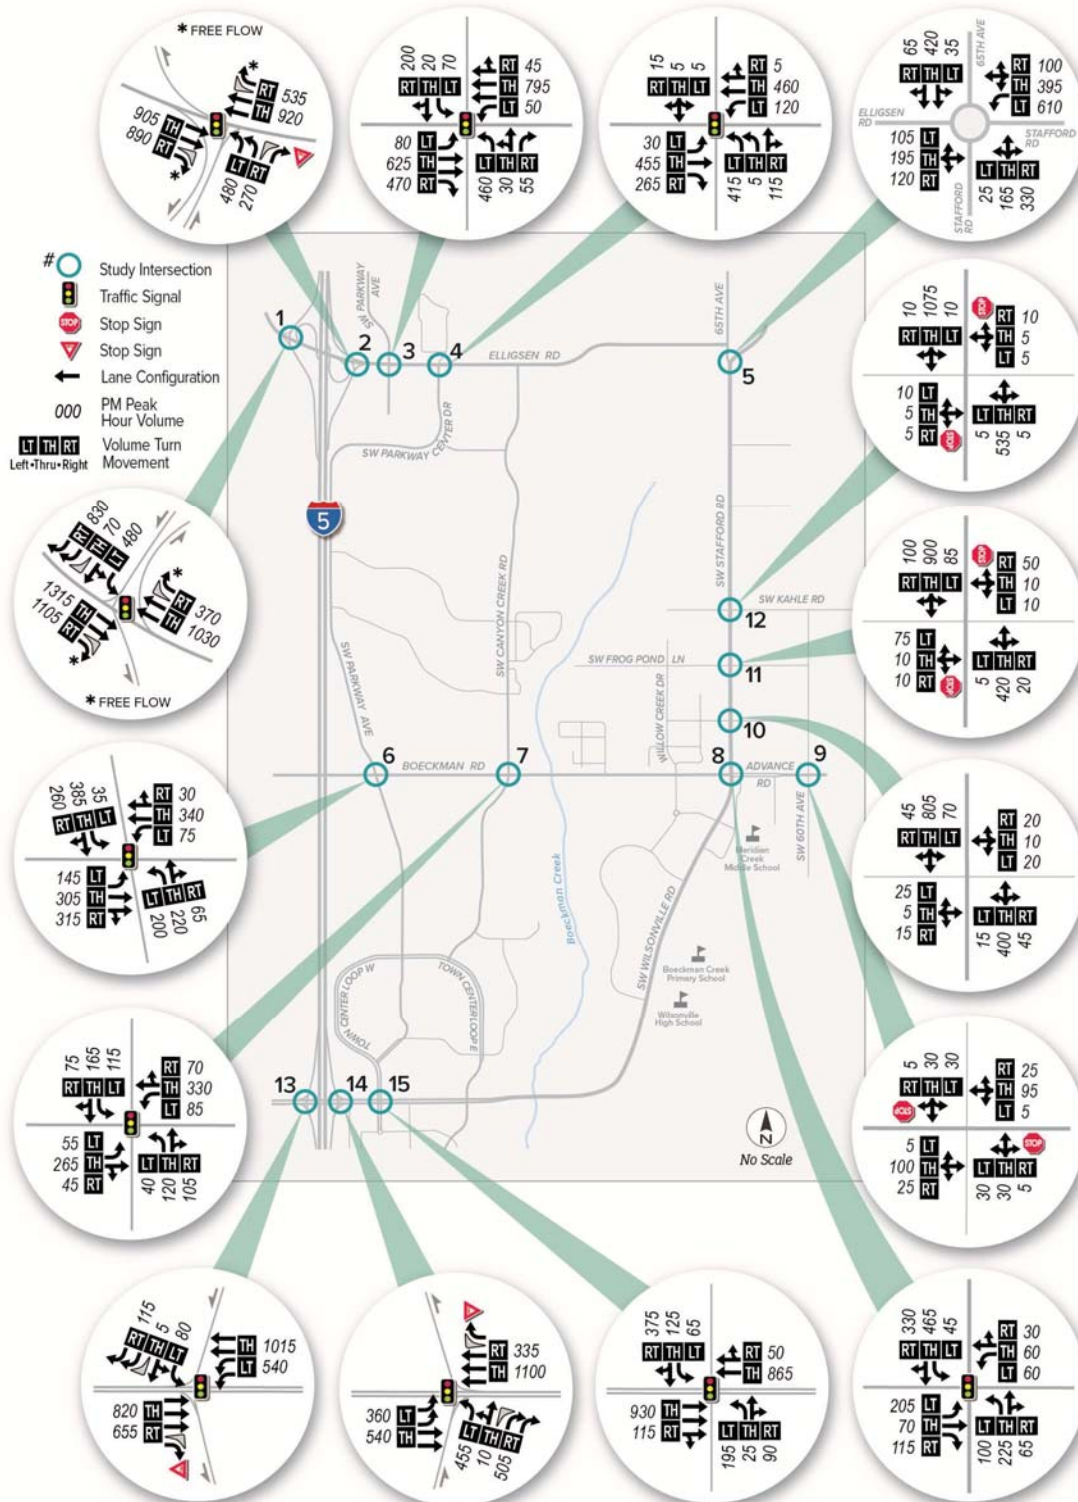 * FREE FLOW
*
RT 535
TH 920
905 TH
890 RT
*
LT RT
480 270
200 20 70
RT TH LT
RT 45
TH 795
LT 50
80 LT
625 TH
470 RT
LT TH RT
460 30 55
15 5 5
RT TH LT
RT 5
TH 460
LT 120
30 LT
455 TH
265 RT
LT TH RT
415 5 115
65 420 35
RT TH LT
65TH AVE
RT 100
TH 395
LT 610
ELLIGSEN RD
STAFFORD RD
105 LT
195 TH
120 RT
LT TH RT
25 165 330
STAFFORD RD
# Study Intersection
Traffic Signal
STOP Stop Sign
Stop Sign
Lane Configuration
000 PM Peak Hour Volume
LT TH RT Volume Turn Movement
Left•Thru•Right
1
2
3
4
5
SW PARKWAY AVE
ELLIGSEN RD
65TH AVE
SW PARKWAY CENTER DR
5
SW CANYON CREEK RD
SW STAFFORD RD
SW KAHLE RD
12
SW FROG POND LN
11
WILLOW CREEK DR
10
SW PARKWAY AVE
6
BOECKMAN RD
7
8
ADVANCE RD
9
SW 60TH AVE
Meridian Creek Middle School
Boeckman Creek
SW WILSONVILLE RD
Boeckman Creek Primary School
Wilsonville High School
TOWN CENTER LOOP W
TOWN CENTER LOOP E
13
14
15
N
No Scale
10 1075 10
RT TH LT
STOP
RT 10
TH 5
LT 5
10 LT
5 TH
5 RT
STOP
LT TH RT
5 535 5
100 900 85
RT TH LT
STOP
RT 50
TH 10
LT 10
75 LT
10 TH
10 RT
STOP
LT TH RT
5 420 20
45 805 70
RT TH LT
RT 20
TH 10
LT 20
25 LT
5 TH
15 RT
LT TH RT
15 400 45
5 30 30
RT TH LT
STOP
RT 25
TH 95
LT 5
5 LT
100 TH
25 RT
STOP
LT TH RT
30 30 5
830 70 480
RT TH LT
*
1315 TH
1105 RT
*
RT 370
TH 1030
* FREE FLOW
260 385 35
RT TH LT
RT 30
TH 340
LT 75
145 LT
305 TH
315 RT
LT TH RT
200 220 65
75 165 115
RT TH LT
RT 70
TH 330
LT 85
55 LT
265 TH
45 RT
LT TH RT
40 120 105
115 5 80
RT TH LT
TH 1015
LT 540
820 TH
655 RT
RT 335
TH 1100
360 LT
540 TH
LT TH RT
455 10 505
375 125 65
RT TH LT
RT 50
TH 865
930 TH
115 RT
LT TH RT
195 25 90
330 465 45
RT TH LT
RT 30
TH 60
LT 60
205 LT
70 TH
115 RT
LT TH RT
100 225 65